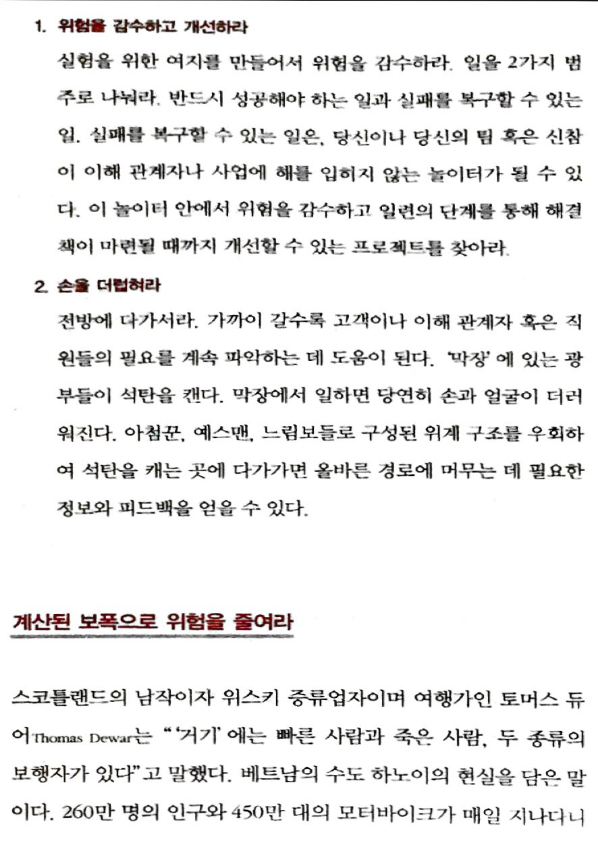 1. 위험을 감수하고 개선하라
실험을 위한 여지를 만들어서 위험을 감수하라. 일을 2가지 범
주로 나눠라. 반드시 성공해야 하는 일과 실패를 복구할 수 있는
일. 실패를 복구할 수 있는 일은, 당신이나 당신의 팀 혹은 신참
이 이해 관계자나 사업에 해를 입히지 않는 놀이터가 될 수 있
다. 이 놀이터 안에서 위험을 감수하고 일련의 단계를 통해 해결
책이 마련될 때까지 개선할 수 있는 프로젝트를 찾아라.
2. 손을 더럽혀라
전방에 다가서라. 가까이 갈수록 고객이나 이해 관계자 혹은 직
원들의 필요를 계속 파악하는 데 도움이 된다. ‘막장’에 있는 광
부들이 석탄을 캔다. 막장에서 일하면 당연히 손과 얼굴이 더러
워진다. 아첨꾼, 예스맨, 느림보들로 구성된 위계 구조를 우회하
여 석탄을 캐는 곳에 다가가면 올바른 경로에 머무는 데 필요한
정보와 피드백을 얻을 수 있다.
계산된 보폭으로 위험을 줄여라
스코틀랜드의 남작이자 위스키 증류업자이며 여행가인 토머스 듀
어Thomas Dewar는 “‘거기’에는 빠른 사람과 죽은 사람, 두 종류의
보행자가 있다”고 말했다. 베트남의 수도 하노이의 현실을 담은 말
이다. 260만 명의 인구와 450만 대의 모터바이크가 매일 지나다니